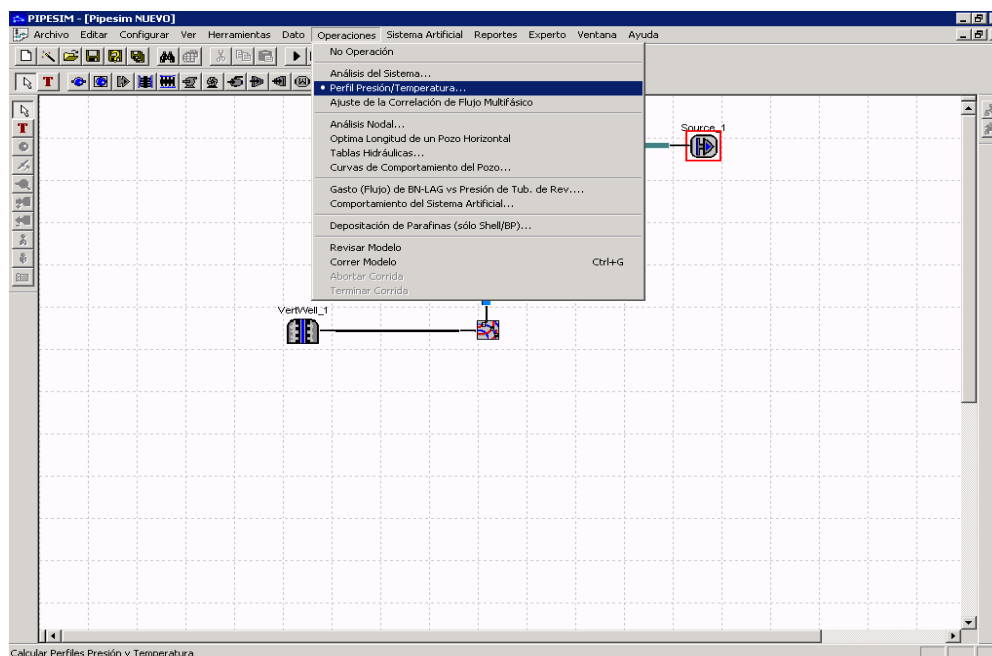 PIPESIM - [Pipesim NUEVO]
Archivo Editar Configurar Ver Herramientas Dato Operaciones Sistema Artificial Reportes Experto Ventana Ayuda
No Operación
Análisis del Sistema...
Perfil Presión/Temperatura...
Ajuste de la Correlación de Flujo Multifásico
Análisis Nodal...
Optima Longitud de un Pozo Horizontal
Tablas Hidráulicas...
Curvas de Comportamiento del Pozo...
Gasto (Flujo) de BN-LAG vs Presión de Tub. de Rev....
Comportamiento del Sistema Artificial...
Depositación de Parafinas (sólo Shell/BP)...
Revisar Modelo
Correr Modelo Ctrl+G
Abortar Corrida
Terminar Corrida
T
T
Source_1
VertWell_1
Calcular Perfiles Presión y Temperatura